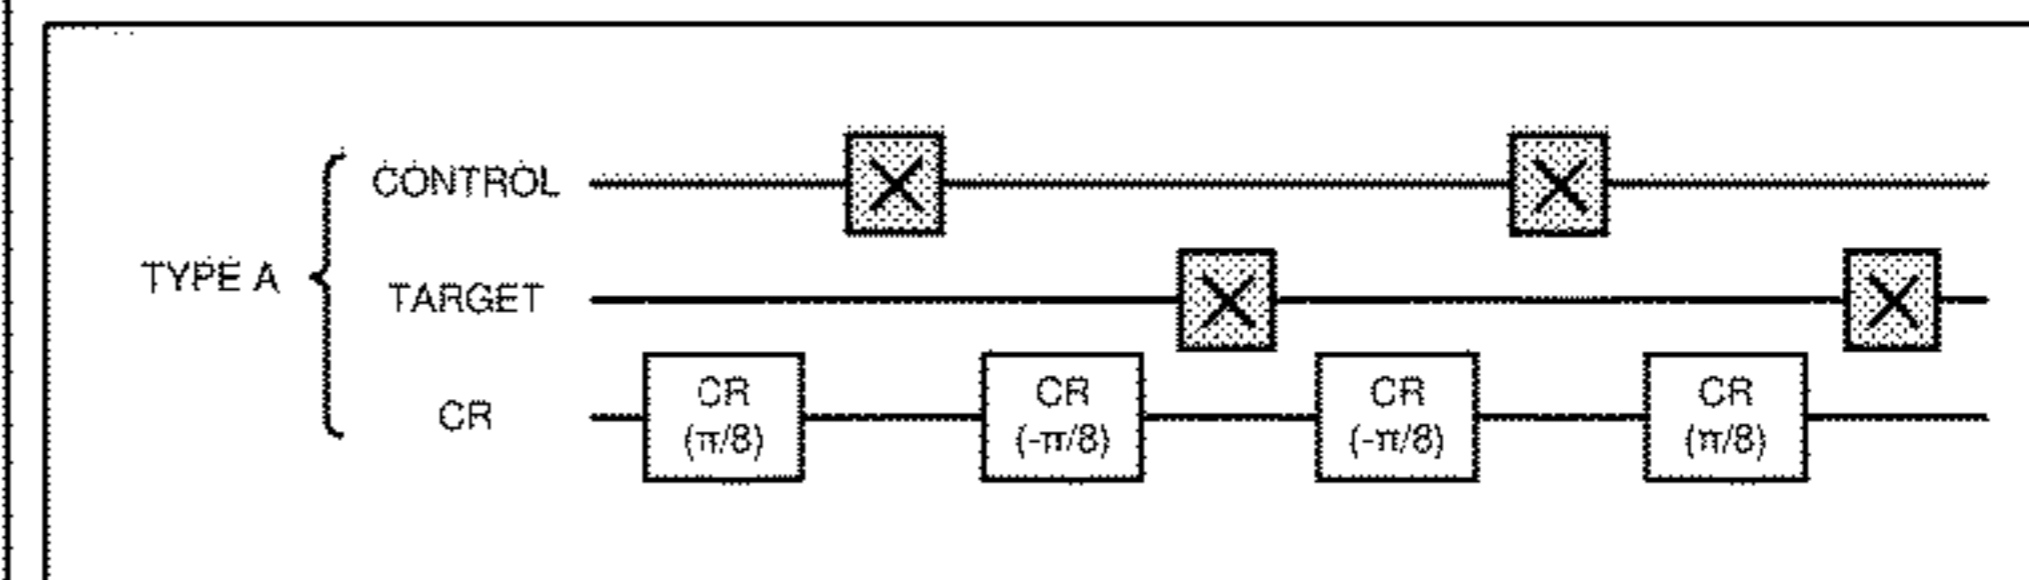 CONTROL
TYPE A
TARGET
CR
X
X
X
X
CR
(π/8)
CR
(-π/8)
CR
(-π/8)
CR
(π/8)